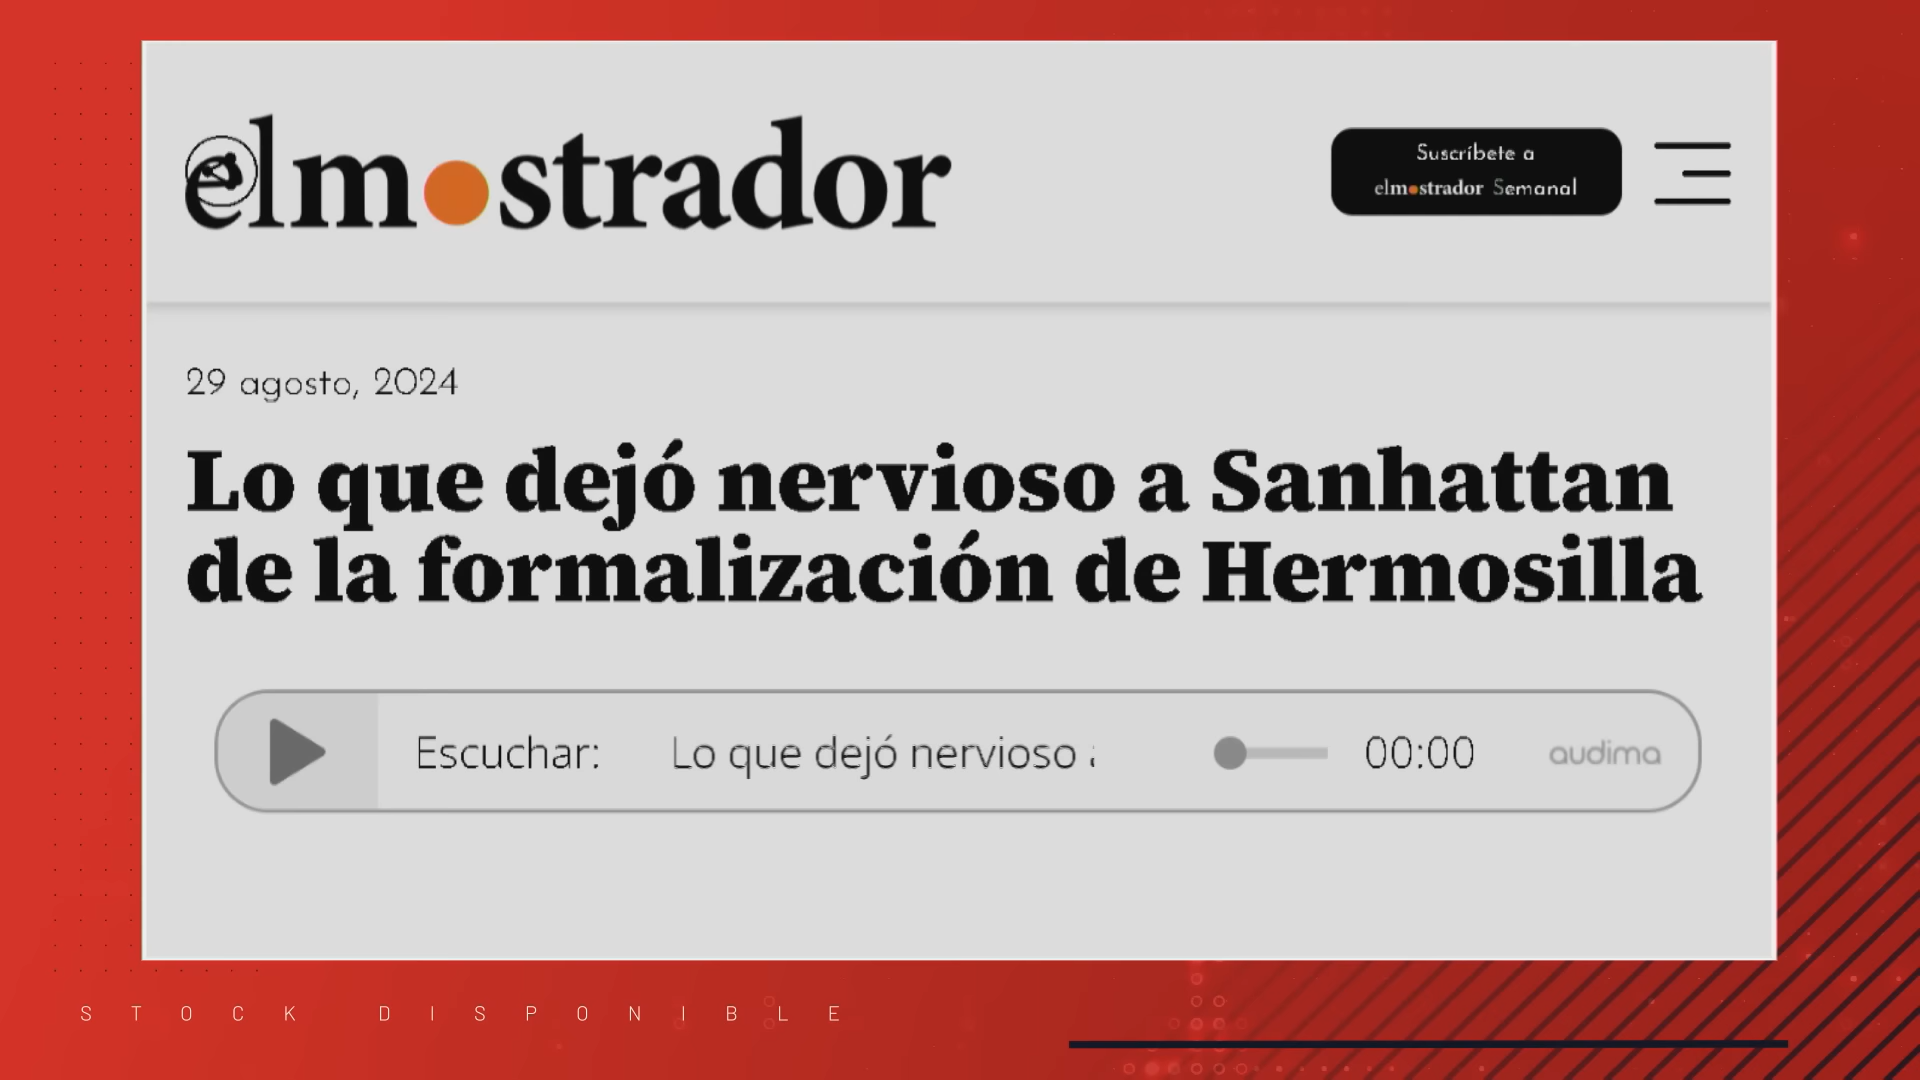 elmostrador
Suscríbete a
elmostrador Semanal
29 agosto, 2024
Lo que dejó nervioso a Sanhattan
de la formalización de Hermosilla
Escuchar: Lo que dejó nervioso 00:00 audima
STOCK DISPONIBLE